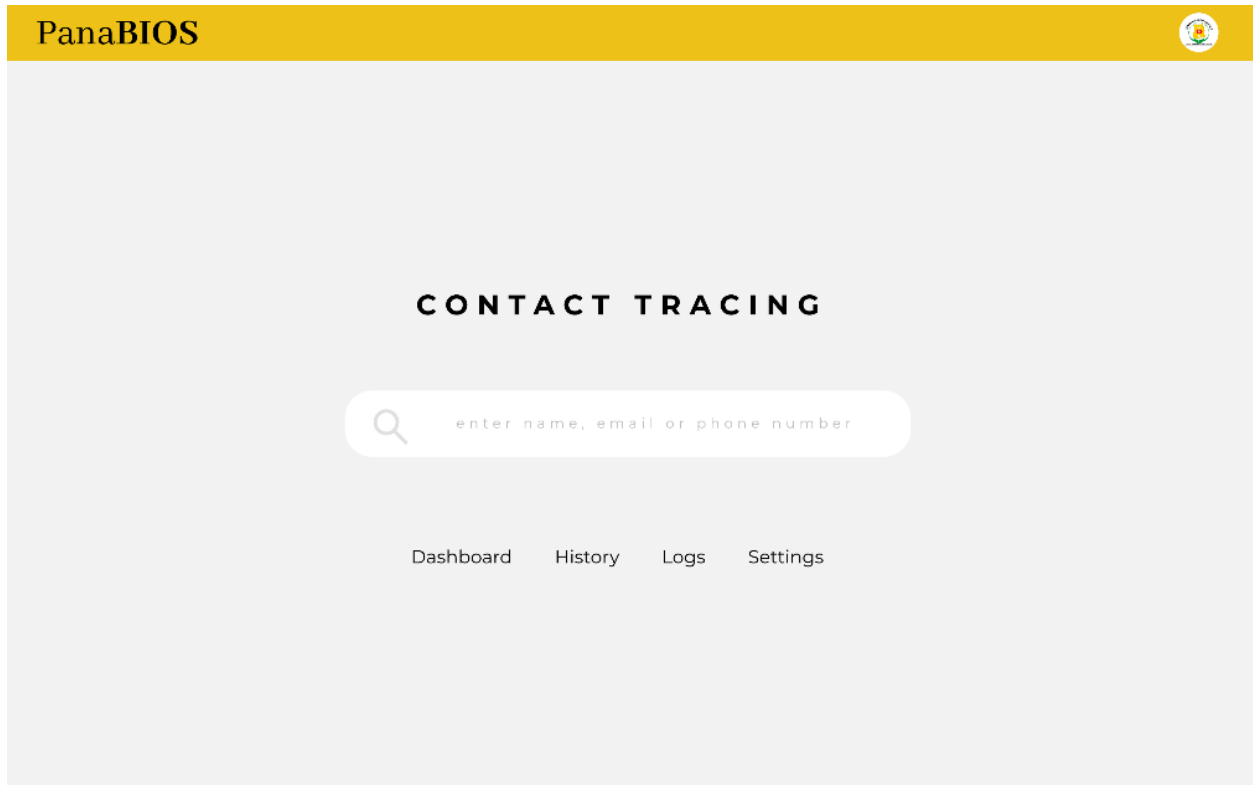 PanaBIOS
CONTACT TRACING
enter name, email or phone number
Dashboard History Logs Settings